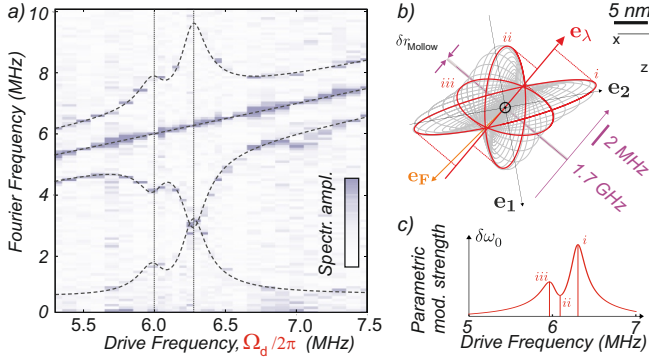 a)
10
8
6
4
2
0
Fourier Frequency (MHz)
Spectr. ampl.
5.5 6.0 6.5 7.0 7.5
Drive Frequency, Ω_d/2π (MHz)
b)
5 nm
x
z
δr_Mollow
ii
e_λ
iii
i
e_2
e_F
e_1
2 MHz
1.7 GHz
c)
δω_0
Parametric
mod. strength
iii
ii
i
5 6 7
Drive Frequency (MHz)